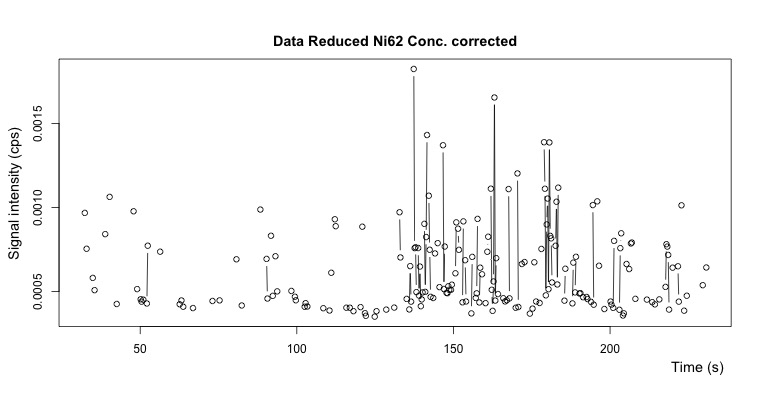 Data Reduced Ni62 Conc. corrected
Signal intensity (cps)
0.0015
0.0010
0.0005
50 100 150 200
Time (s)